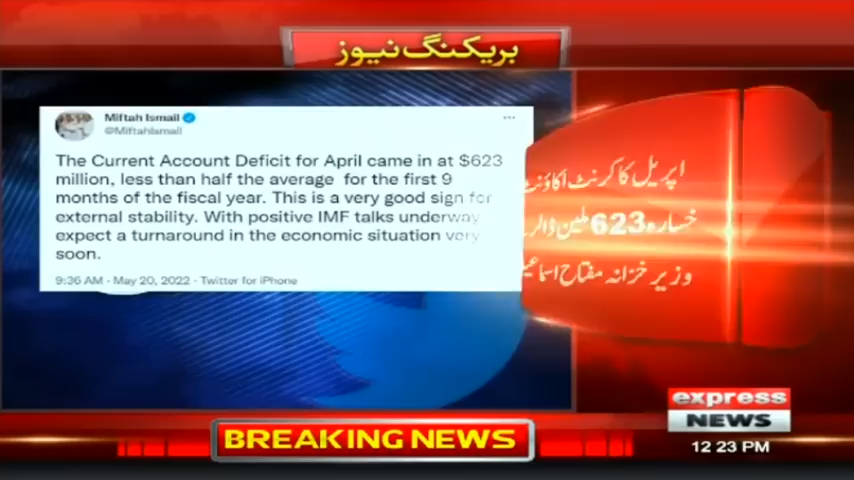 بریکنگ نیوز
Miftah Ismail
@MiftahIsmail
The Current Account Deficit for April came in at $623
million, less than half the average for the first 9
months of the fiscal year. This is a very good sign for
external stability. With positive IMF talks underway
expect a turnaround in the economic situation very
soon.
9:36 AM · May 20, 2022 · Twitter for iPhone
اپریل کا کرنٹ اکاؤنٹ
خسارہ 623 ملین ڈالر
وزیر خزانہ مفتاح
express
NEWS
12 23 PM
BREAKING NEWS